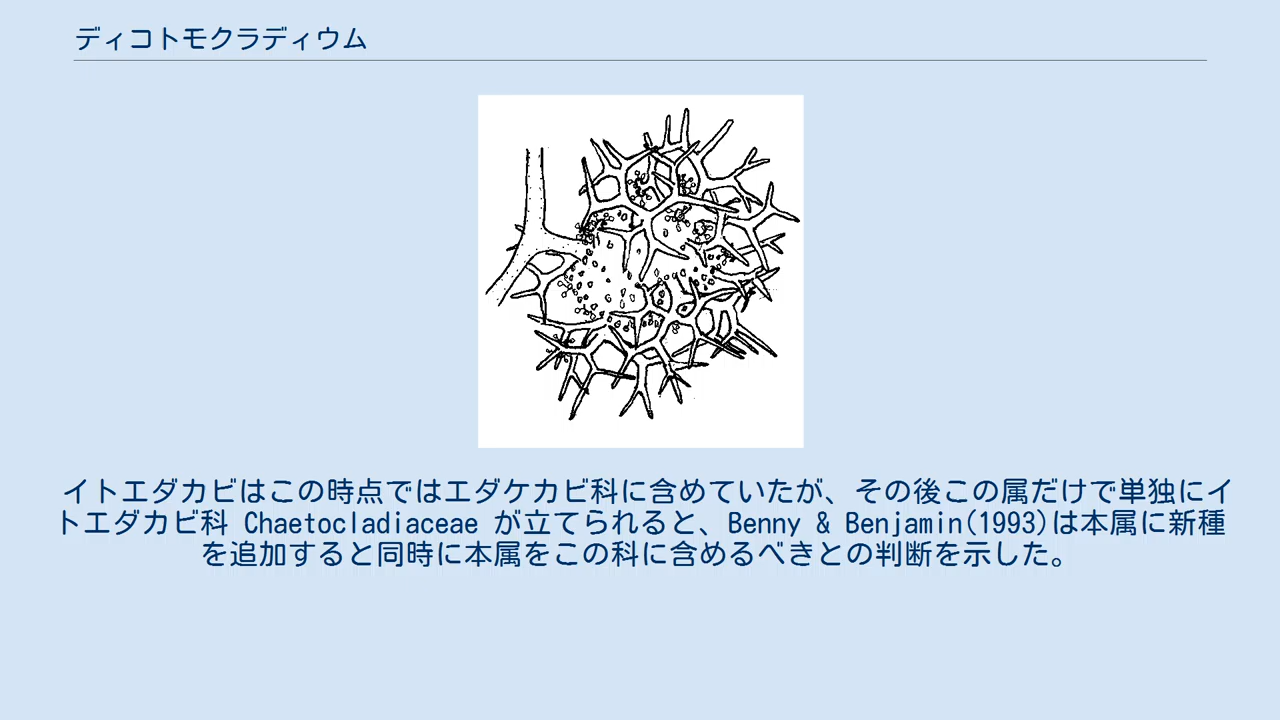 ディコトモクラディウム
イトエダカビはこの時点ではエダケカビ科に含めていたが、その後この属だけで単独にイ
トエダカビ科 Chaetocladiaceae が立てられると、Benny & Benjamin(1993)は本属に新種
を追加すると同時に本属をこの科に含めるべきとの判断を示した。